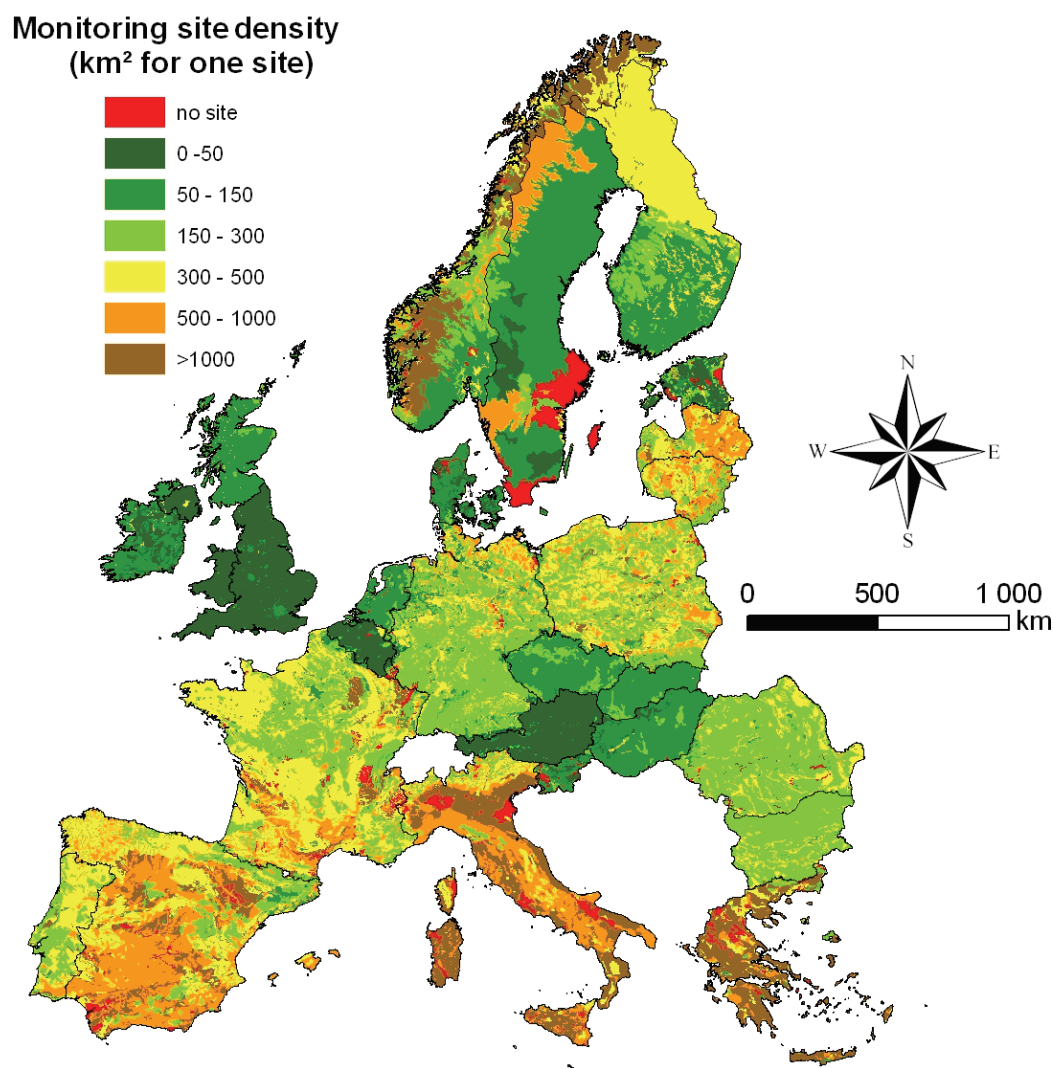 Monitoring site density
(km² for one site)
no site
0 -50
50 - 150
150 - 300
300 - 500
500 - 1000
>1000
N
W E
S
0 500 1 000
km